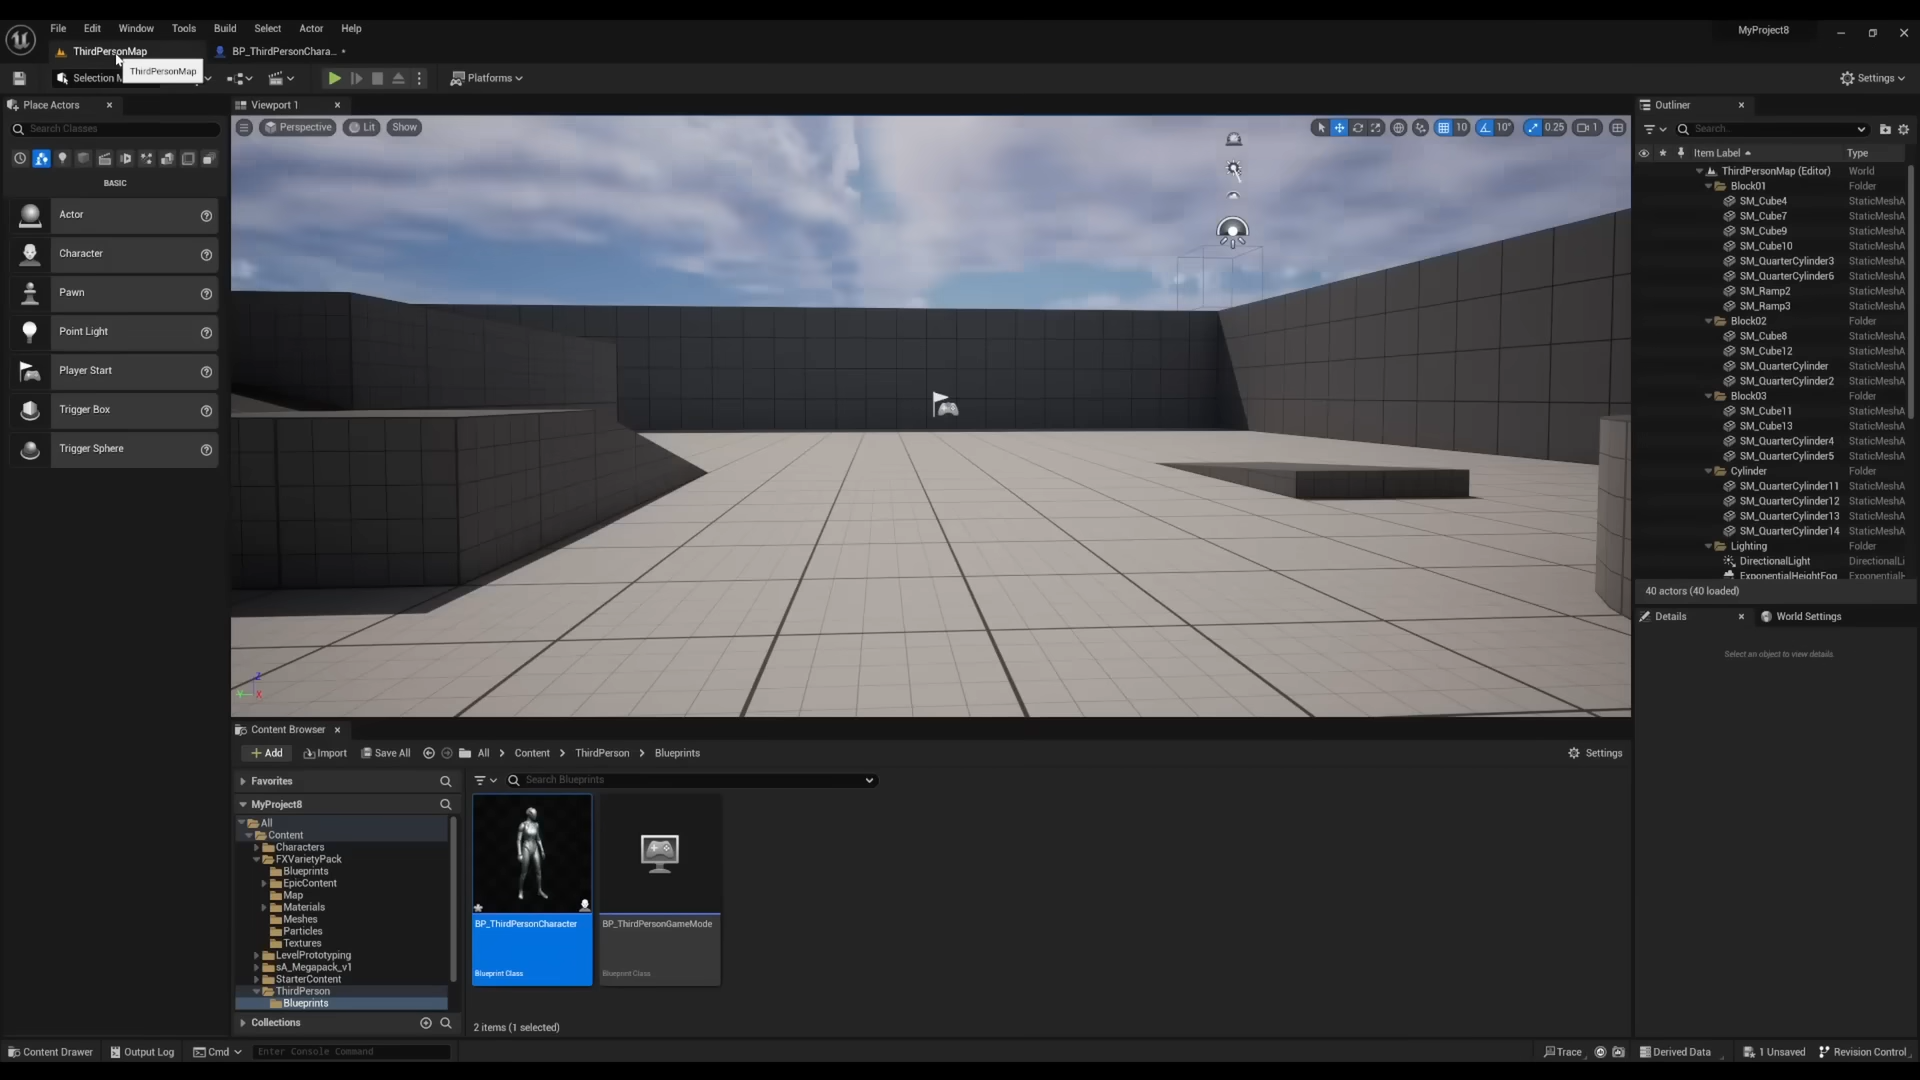 File Edit Window Tools Build Select Actor Help
MyProject8
ThirdPersonMap
BP_ThirdPersonChara.. *
ThirdPersonMap
Selection M
Platforms
Settings
Place Actors
Viewport 1
Outliner
Search Classes
Perspective Lit Show
10 10° 0.25 1
Search...
BASIC
Item Label Type
Actor
Character
Pawn
Point Light
Player Start
Trigger Box
Trigger Sphere
ThirdPersonMap (Editor) World
Block01 Folder
SM_Cube4 StaticMeshA
SM_Cube7 StaticMeshA
SM_Cube9 StaticMeshA
SM_Cube10 StaticMeshA
SM_QuarterCylinder3 StaticMeshA
SM_QuarterCylinder6 StaticMeshA
SM_Ramp2 StaticMeshA
SM_Ramp3 StaticMeshA
Block02 Folder
SM_Cube8 StaticMeshA
SM_Cube12 StaticMeshA
SM_QuarterCylinder StaticMeshA
SM_QuarterCylinder2 StaticMeshA
Block03 Folder
SM_Cube11 StaticMeshA
SM_Cube13 StaticMeshA
SM_QuarterCylinder4 StaticMeshA
SM_QuarterCylinder5 StaticMeshA
Cylinder Folder
SM_QuarterCylinder11 StaticMeshA
SM_QuarterCylinder12 StaticMeshA
SM_QuarterCylinder13 StaticMeshA
SM_QuarterCylinder14 StaticMeshA
Lighting Folder
DirectionalLight DirectionalLi
ExponentialHeightFog ExponentialH
40 actors (40 loaded)
Details World Settings
Select an object to view details.
Z
Y X
Content Browser
Add Import Save All All > Content > ThirdPerson > Blueprints
Settings
Favorites
Search Blueprints
MyProject8
All
Content
Characters
FXVarietyPack
Blueprints
EpicContent
Map
Materials
Meshes
Particles
Textures
LevelPrototyping
sA_Megapack_v1
StarterContent
ThirdPerson
Blueprints
Collections
BP_ThirdPersonCharacter
Blueprint Class
BP_ThirdPersonGameMode
Blueprint Class
2 items (1 selected)
Content Drawer Output Log Cmd Enter Console Command
Trace Derived Data 1 Unsaved Revision Control